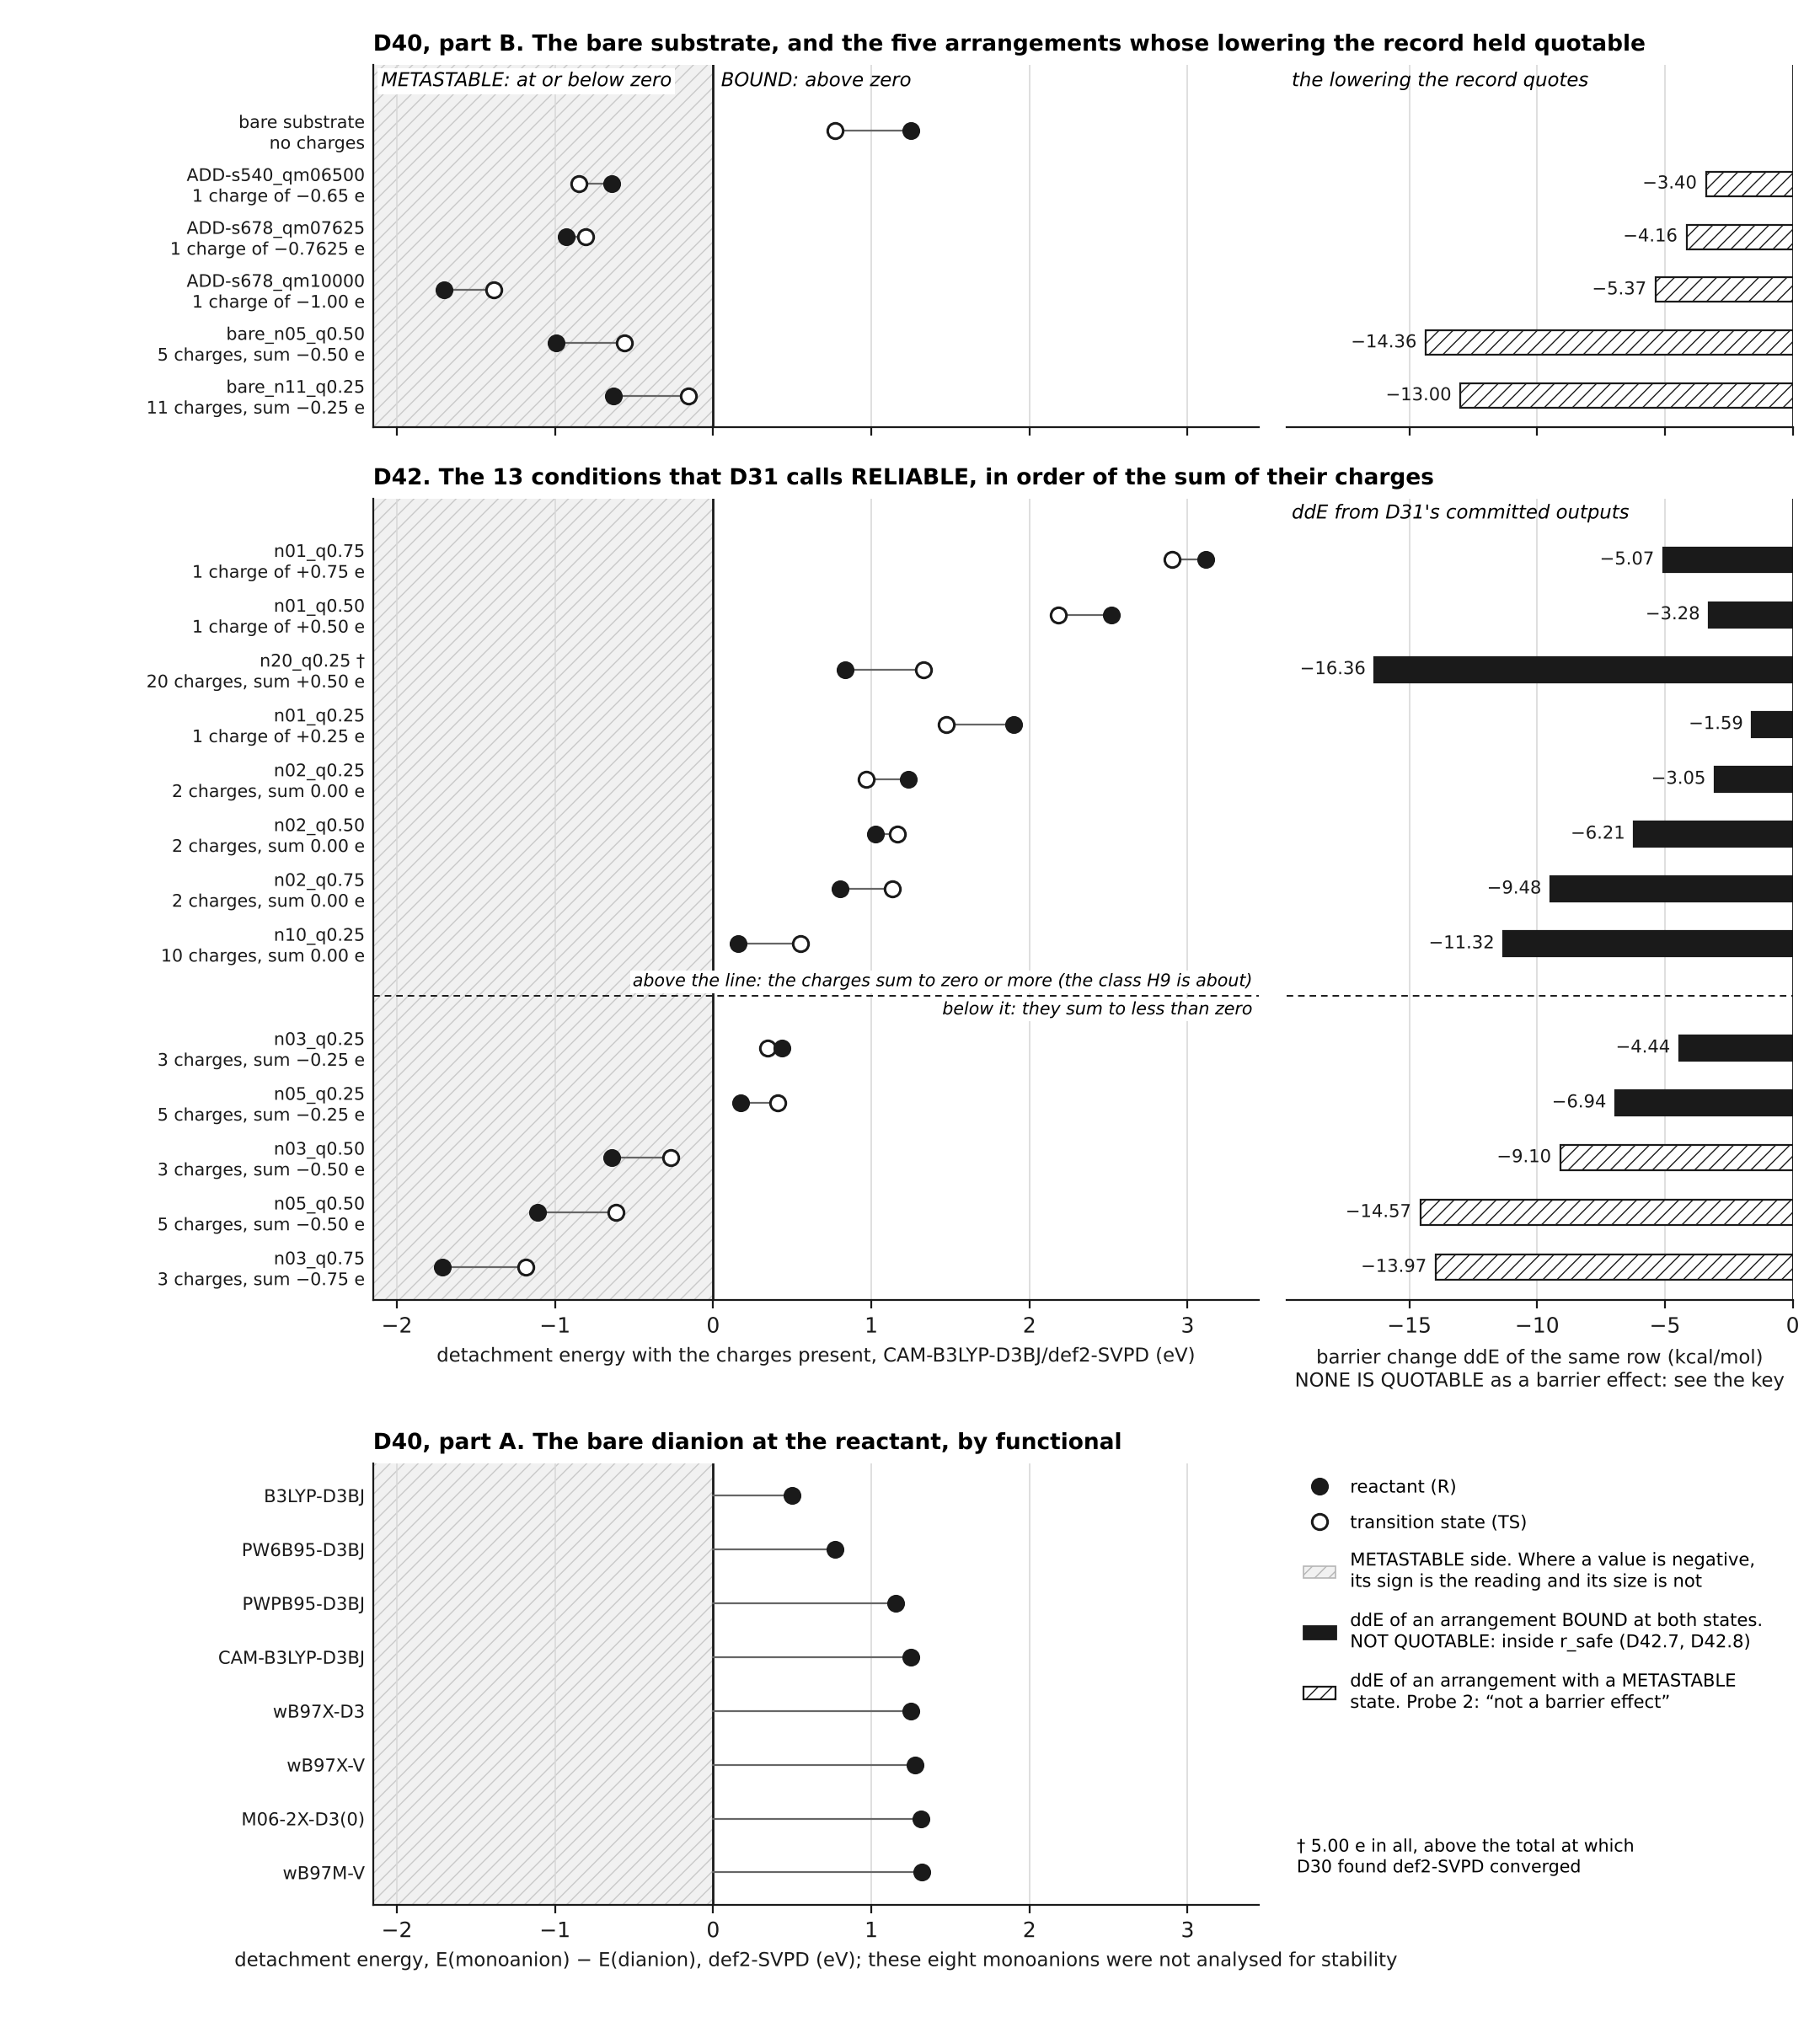 D40, part B. The bare substrate, and the five arrangements whose lowering the record held quotable
METASTABLE: at or below zero
BOUND: above zero
the lowering the record quotes
bare substrate
no charges
ADD-s540_qm06500
1 charge of −0.65 e
−3.40
ADD-s678_qm07625
1 charge of −0.7625 e
−4.16
ADD-s678_qm10000
1 charge of −1.00 e
−5.37
bare_n05_q0.50
5 charges, sum −0.50 e
−14.36
bare_n11_q0.25
11 charges, sum −0.25 e
−13.00
D42. The 13 conditions that D31 calls RELIABLE, in order of the sum of their charges
ddE from D31's committed outputs
n01_q0.75
1 charge of +0.75 e
−5.07
n01_q0.50
1 charge of +0.50 e
−3.28
n20_q0.25 †
20 charges, sum +0.50 e
−16.36
n01_q0.25
1 charge of +0.25 e
−1.59
n02_q0.25
2 charges, sum 0.00 e
−3.05
n02_q0.50
2 charges, sum 0.00 e
−6.21
n02_q0.75
2 charges, sum 0.00 e
−9.48
n10_q0.25
10 charges, sum 0.00 e
−11.32
above the line: the charges sum to zero or more (the class H9 is about)
below it: they sum to less than zero
n03_q0.25
3 charges, sum −0.25 e
−4.44
n05_q0.25
5 charges, sum −0.25 e
−6.94
n03_q0.50
3 charges, sum −0.50 e
−9.10
n05_q0.50
5 charges, sum −0.50 e
−14.57
n03_q0.75
3 charges, sum −0.75 e
−13.97
−2 −1 0 1 2 3
−15 −10 −5 0
detachment energy with the charges present, CAM-B3LYP-D3BJ/def2-SVPD (eV)
barrier change ddE of the same row (kcal/mol)
NONE IS QUOTABLE as a barrier effect: see the key
D40, part A. The bare dianion at the reactant, by functional
B3LYP-D3BJ
PW6B95-D3BJ
PWPB95-D3BJ
CAM-B3LYP-D3BJ
wB97X-D3
wB97X-V
M06-2X-D3(0)
wB97M-V
−2 −1 0 1 2 3
detachment energy, E(monoanion) − E(dianion), def2-SVPD (eV); these eight monoanions were not analysed for stability
reactant (R)
transition state (TS)
METASTABLE side. Where a value is negative,
its sign is the reading and its size is not
ddE of an arrangement BOUND at both states.
NOT QUOTABLE: inside r_safe (D42.7, D42.8)
ddE of an arrangement with a METASTABLE
state. Probe 2: “not a barrier effect”
† 5.00 e in all, above the total at which
D30 found def2-SVPD converged